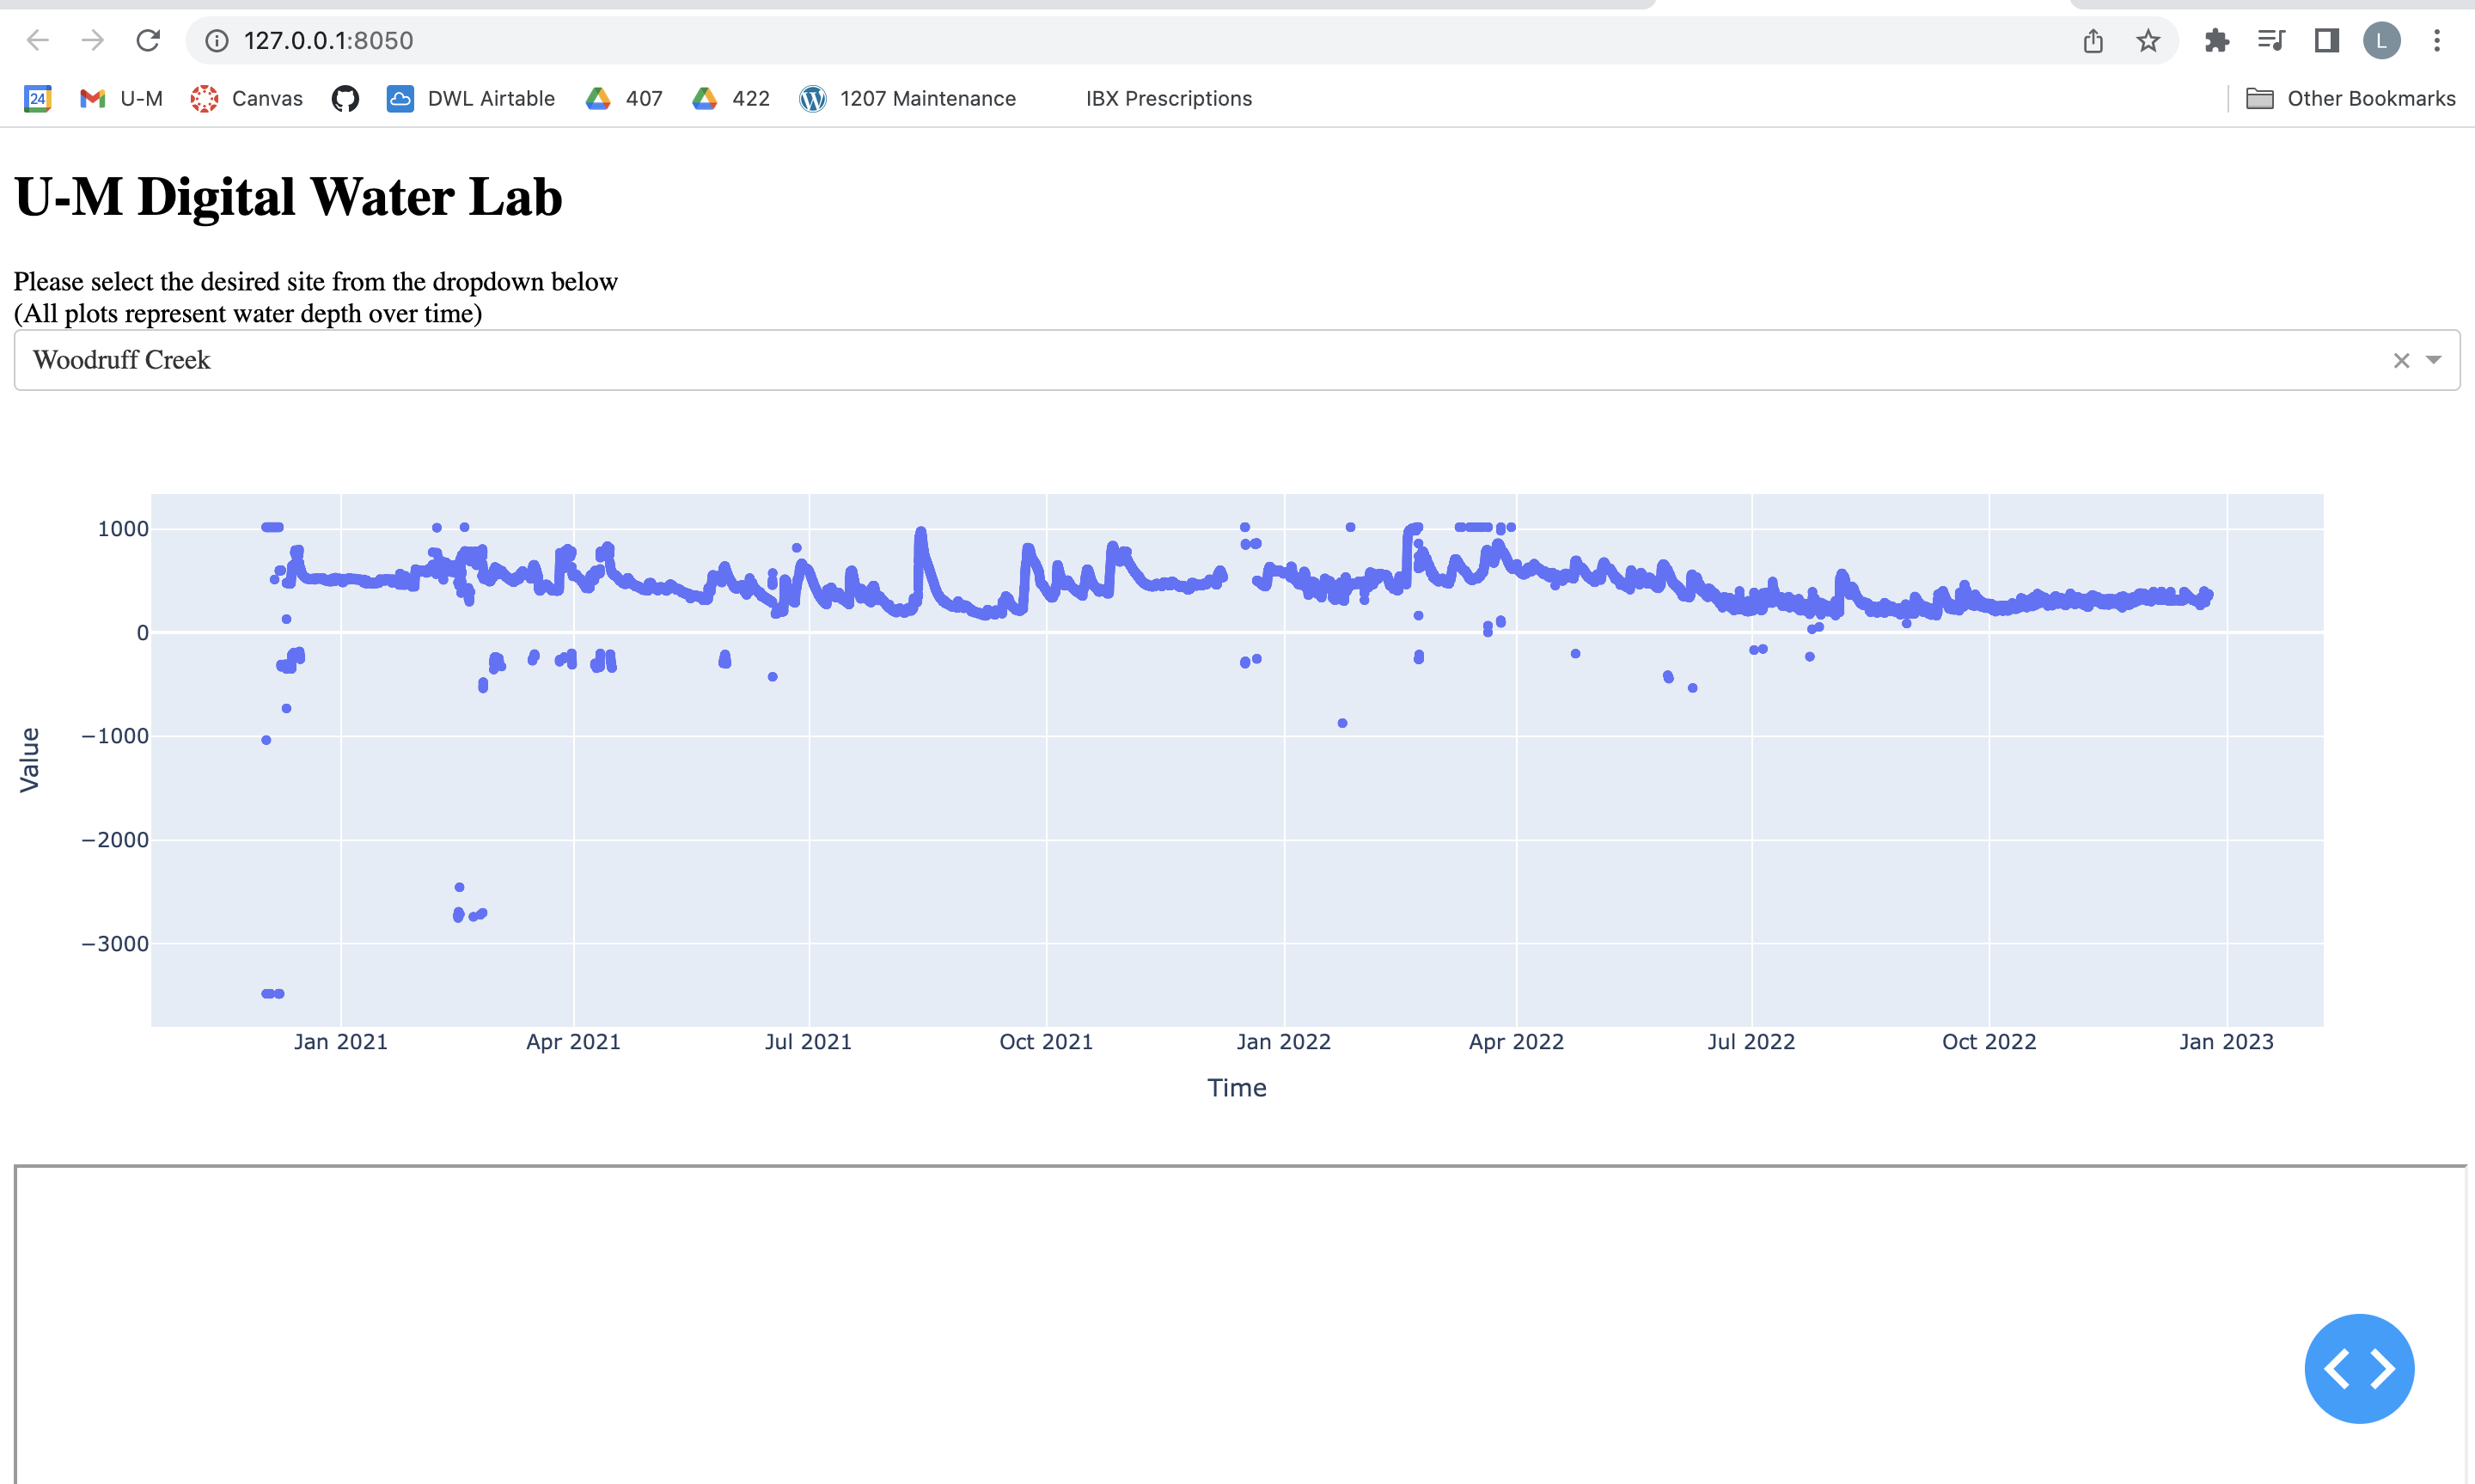 127.0.0.1:8050
L
24 U-M Canvas DWL Airtable 407 422 1207 Maintenance IBX Prescriptions Other Bookmarks
U-M Digital Water Lab
Please select the desired site from the dropdown below
(All plots represent water depth over time)
Woodruff Creek
1000
0
−1000
−2000
−3000
Value
Jan 2021 Apr 2021 Jul 2021 Oct 2021 Jan 2022 Apr 2022 Jul 2022 Oct 2022 Jan 2023
Time